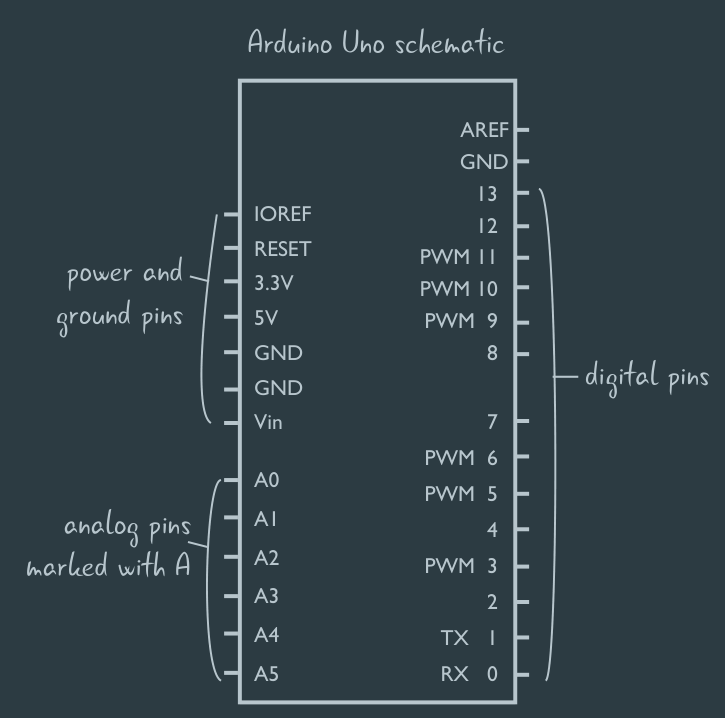 Arduino Uno schematic
AREF
GND
13
12
PWM 11
PWM 10
PWM 9
8
7
PWM 6
PWM 5
4
PWM 3
2
TX 1
RX 0
digital pins
IOREF
RESET
3.3V
5V
GND
GND
Vin
power and
ground pins
A0
A1
A2
A3
A4
A5
analog pins
marked with A